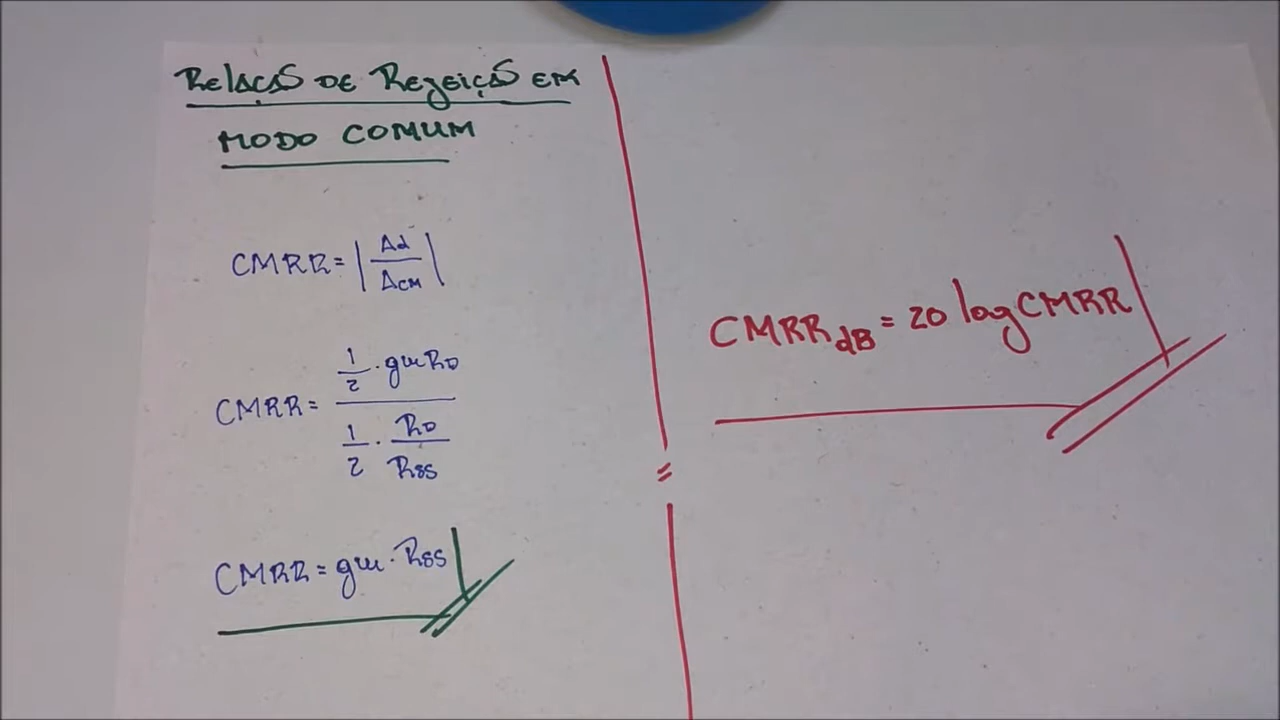 RELAÇÃO DE REJEIÇÃO EM
MODO COMUM
CMRR = |Ad/ACM|
CMRR = (1/2 · gmRD)/(1/2 · RD/RSS)
CMRR = gm · RSS
CMRRdB = 20 log CMRR